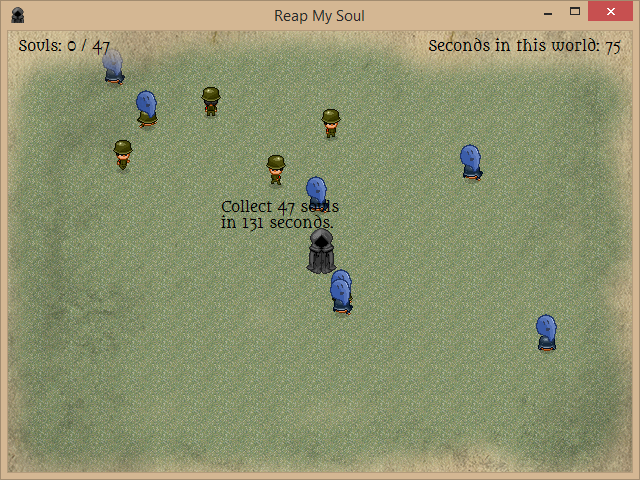 Reap My Soul
Souls: 0 / 47
Seconds in this world: 75
Collect 47 souls
in 131 seconds.